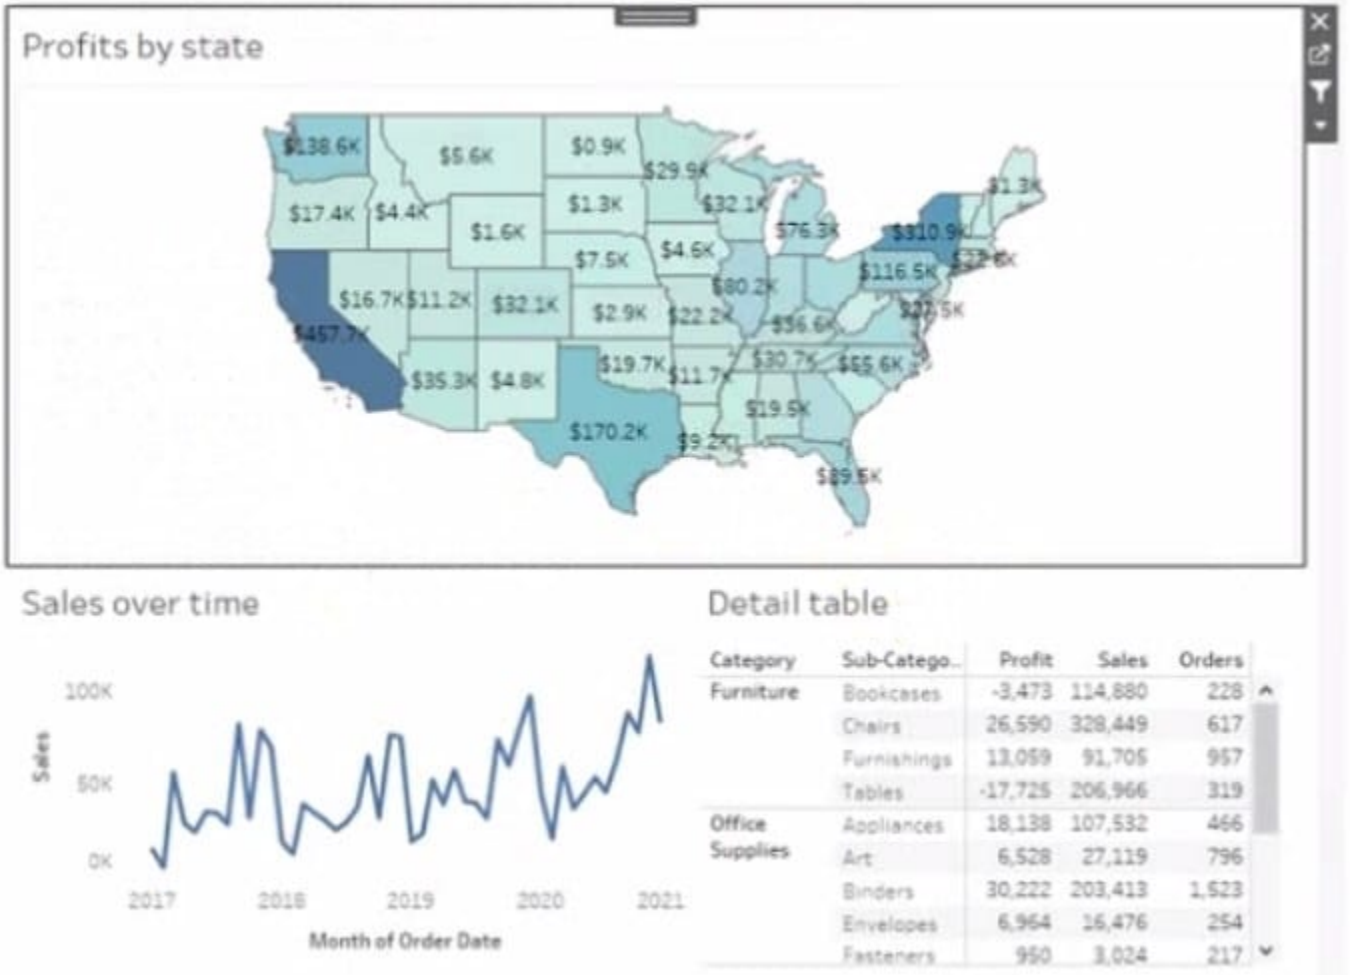 Profits by state
$138.6K
$5.6K
$0.9K
$29.9K
$1.3K
$17.4K
$4.4K
$1.6K
$1.3K
$32.1K
$76.3K
$310.9K
$7.5K
$4.6K
$116.5K
$16.7K
$11.2K
$32.1K
$2.9K
$22.2K
$80.2K
$36.6K
$457.7K
$35.3K
$4.8K
$19.7K
$11.7K
$30.7K
$55.6K
$19.5K
$170.2K
$9.2K
$89.5K
Sales over time
100K
50K
0K
Sales
2017 2018 2019 2020 2021
Month of Order Date
Detail table
Category Sub-Catego.. Profit Sales Orders
Furniture Bookcases -3,473 114,880 228
Chairs 26,590 328,449 617
Furnishings 13,059 91,705 957
Tables -17,725 206,966 319
Office Appliances 18,138 107,532 466
Supplies
Art 6,528 27,119 796
Binders 30,222 203,413 1,523
Envelopes 6,964 16,476 254
Fasteners 950 3,024 217